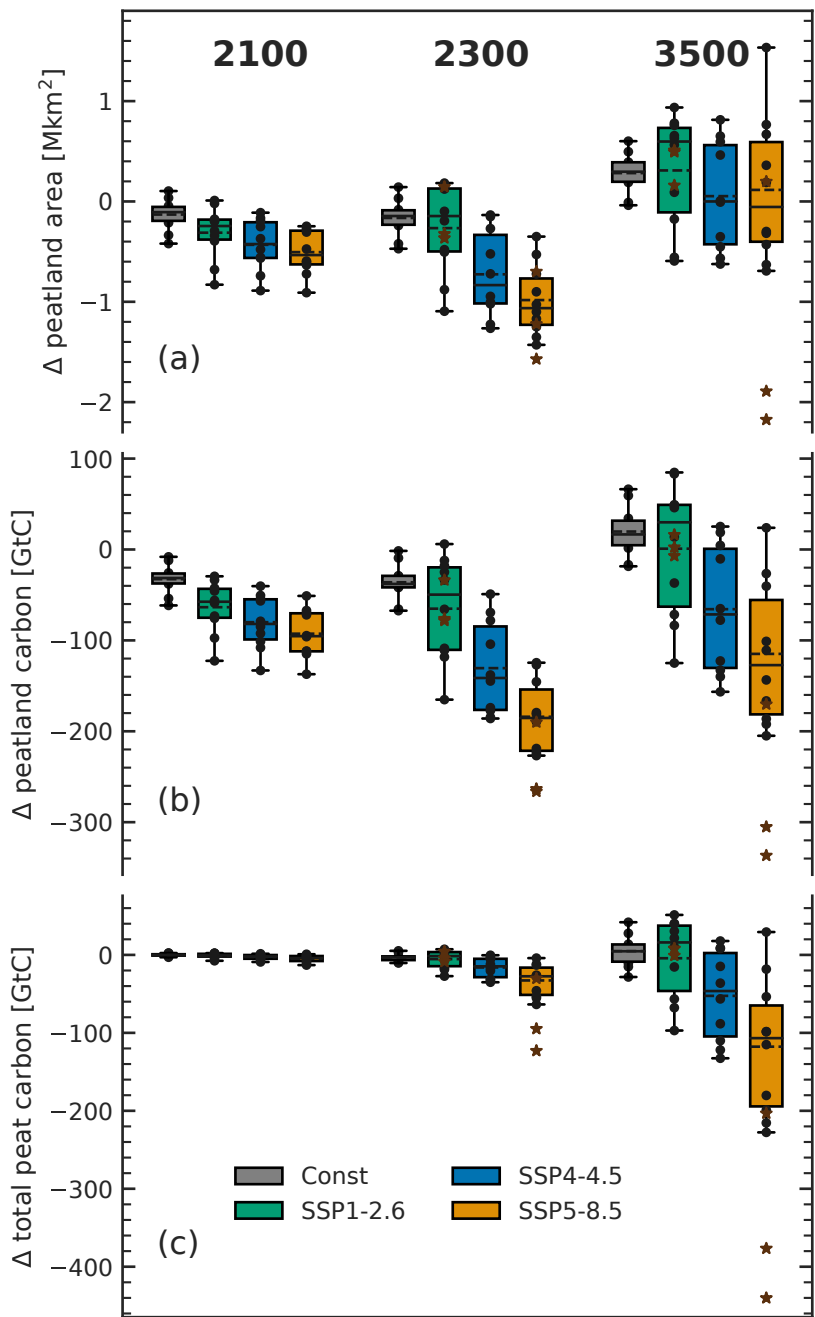 2100 2300 3500
Δ peatland area [Mkm²]
1
0
−1
−2
(a)
Δ peatland carbon [GtC]
100
0
−100
−200
−300
(b)
Δ total peat carbon [GtC]
0
−100
−200
−300
−400
Const SSP4-4.5
SSP1-2.6 SSP5-8.5
(c)